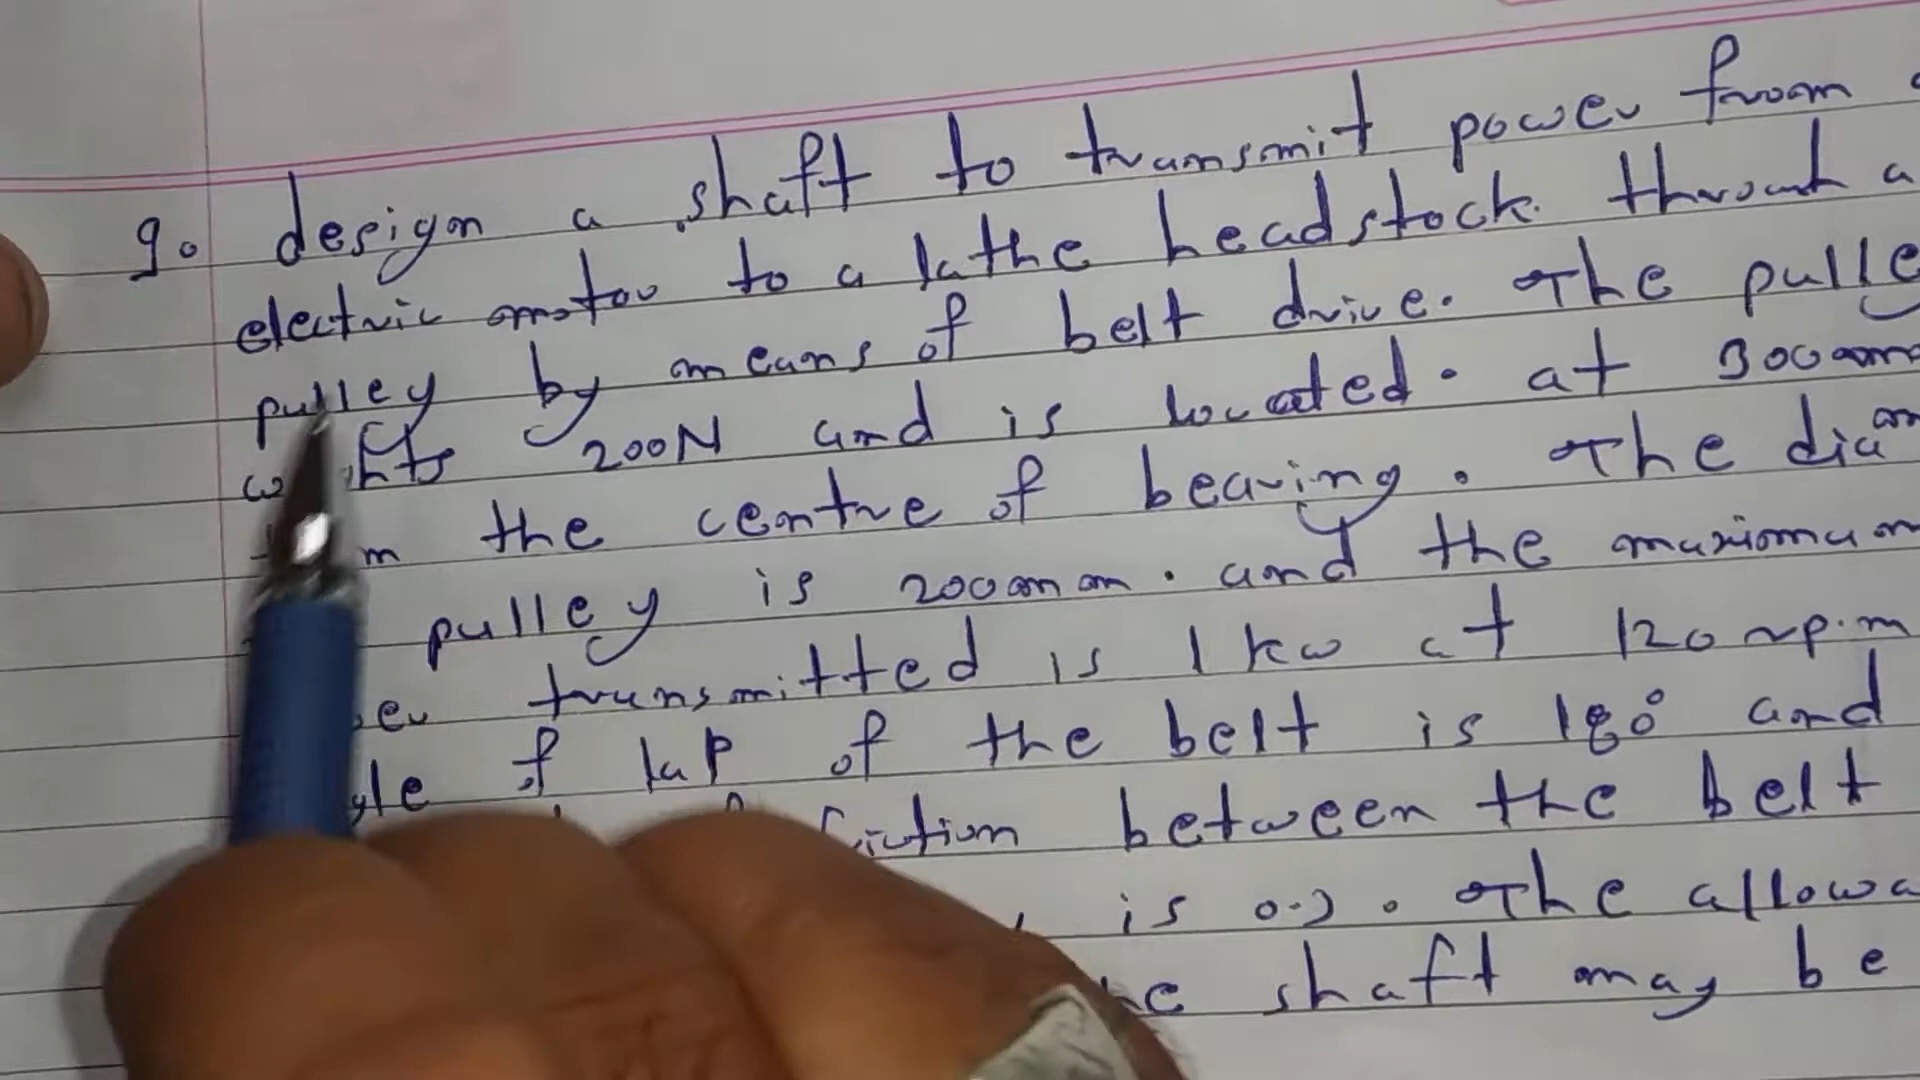 9. design a shaft to transmit power from
electric motor to a lathe headstock through a
pulley by means of belt drive. The pulle
200N and is located. at 300mm
the centre of bearing. The diam
pulley is 200mm. and the maximum
transmitted is 1kw at 120 rp.m
of lap of the belt is 180° and
between the belt
is 0.3. The allowa
shaft may be